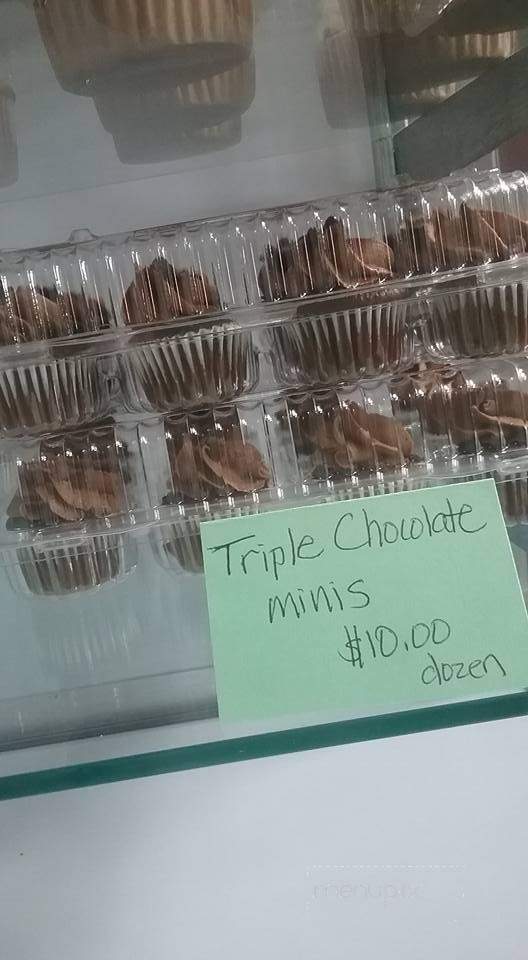 Triple Chocolate
minis
$10.00
dozen